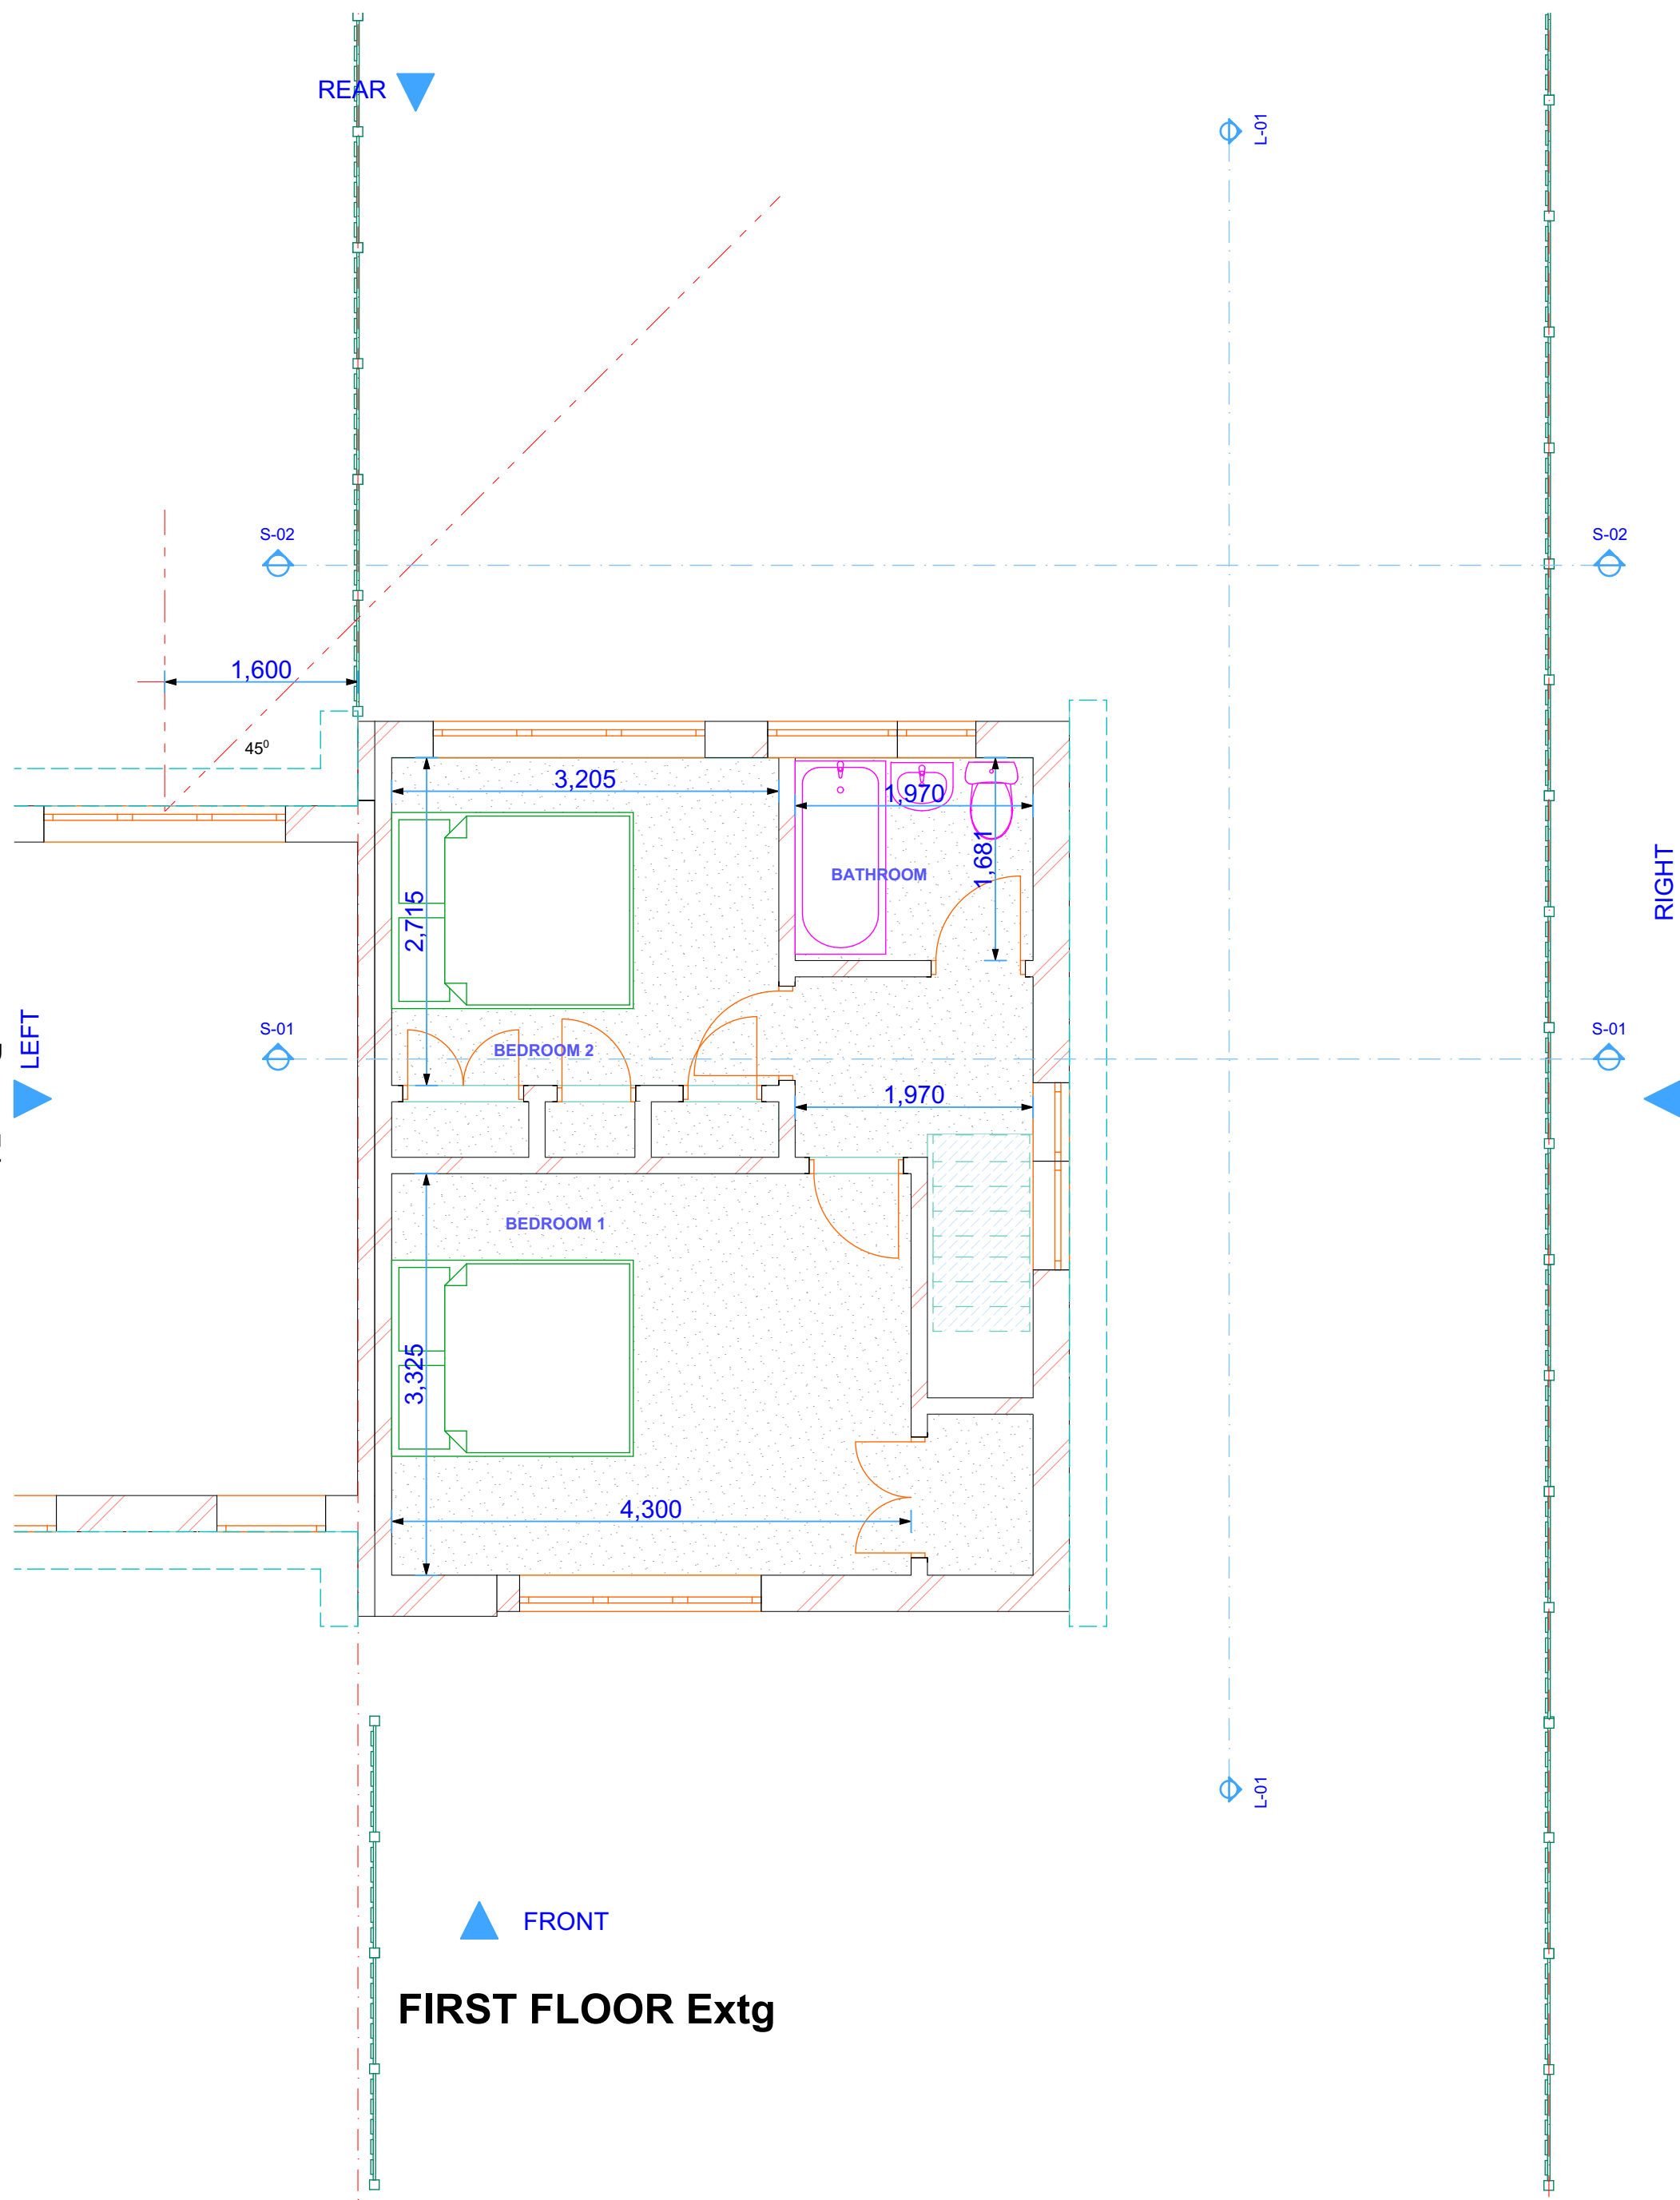 REAR
L-01
S-02
S-02
1,600
45⁰
3,205
1,970
1,681
BATHROOM
2,715
RIGHT
LEFT
S-01
BEDROOM 2
S-01
1,970
BEDROOM 1
3,325
4,300
L-01
FRONT
FIRST FLOOR Extg